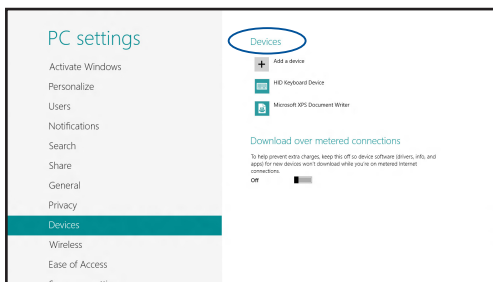 PC settings
Activate Windows
Personalize
Users
Notifications
Search
Share
General
Privacy
Devices
Wireless
Ease of Access
Devices
Add a device
HID Keyboard Device
Microsoft XPS Document Writer
Download over metered connections
To help prevent extra charges, keep this off so device software (drivers, info, and
apps) for new devices won't download while you're on metered Internet
connections.
Off